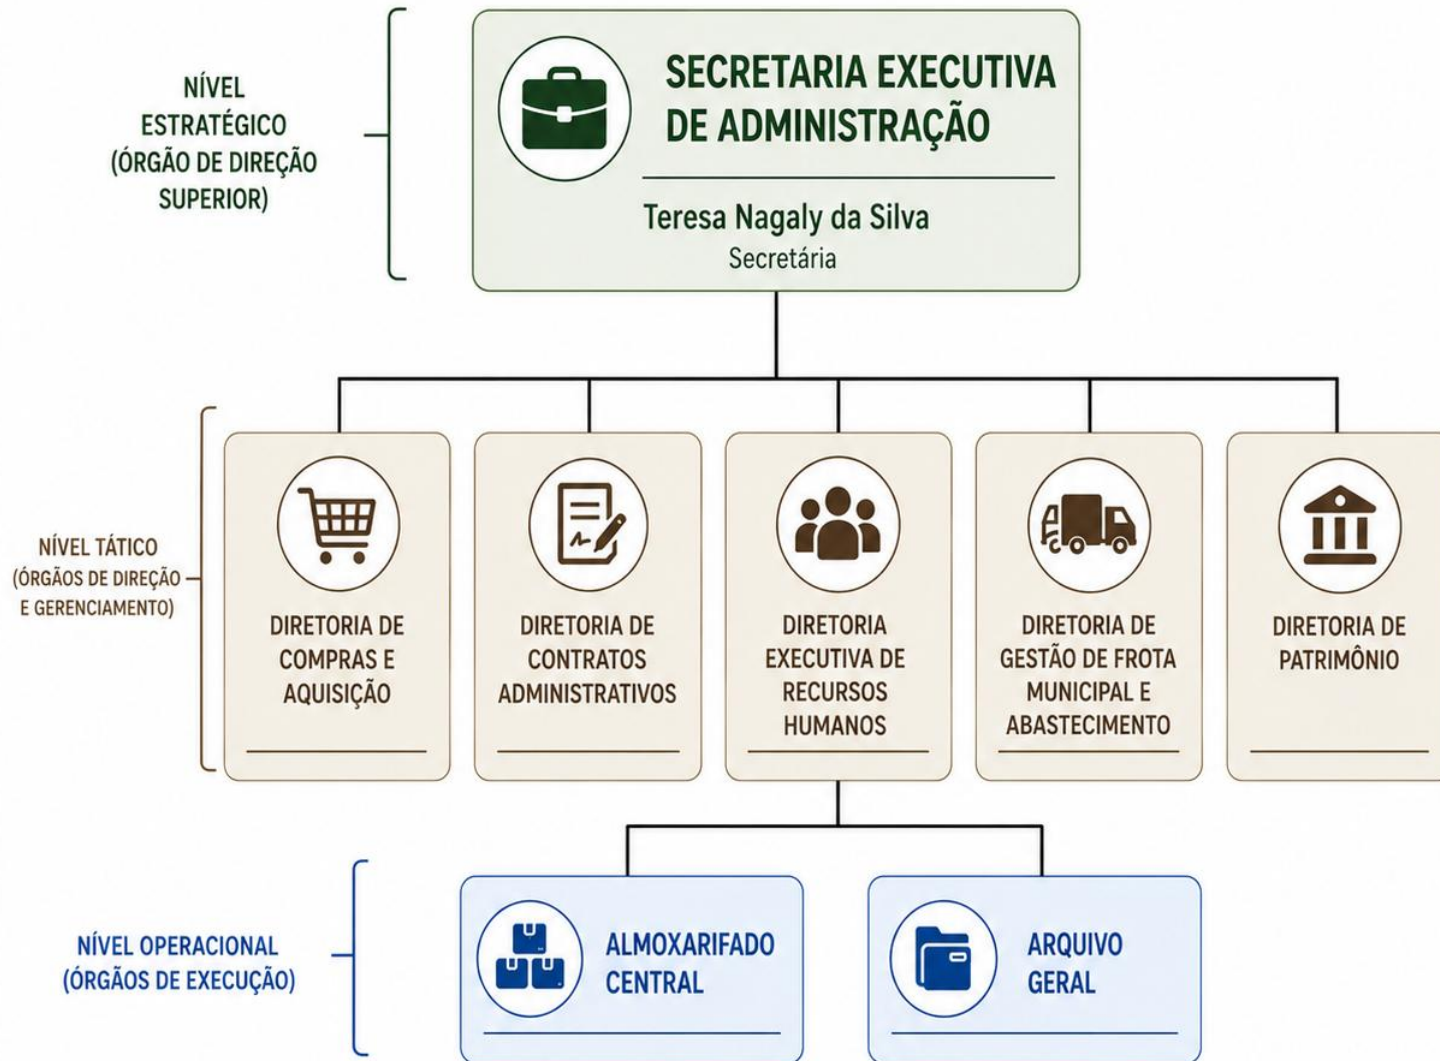 NÍVEL
ESTRATÉGICO
(ÓRGÃO DE DIREÇÃO
SUPERIOR)
SECRETARIA EXECUTIVA
DE ADMINISTRAÇÃO
Teresa Nagaly da Silva
Secretária
NÍVEL TÁTICO
(ÓRGÃOS DE DIREÇÃO
E GERENCIAMENTO)
DIRETORIA DE
COMPRAS E
AQUISIÇÃO
DIRETORIA DE
CONTRATOS
ADMINISTRATIVOS
DIRETORIA
EXECUTIVA DE
RECURSOS
HUMANOS
DIRETORIA DE
GESTÃO DE FROTA
MUNICIPAL E
ABASTECIMENTO
DIRETORIA DE
PATRIMÔNIO
NÍVEL OPERACIONAL
(ÓRGÃOS DE EXECUÇÃO)
ALMOXARIFADO
CENTRAL
ARQUIVO
GERAL